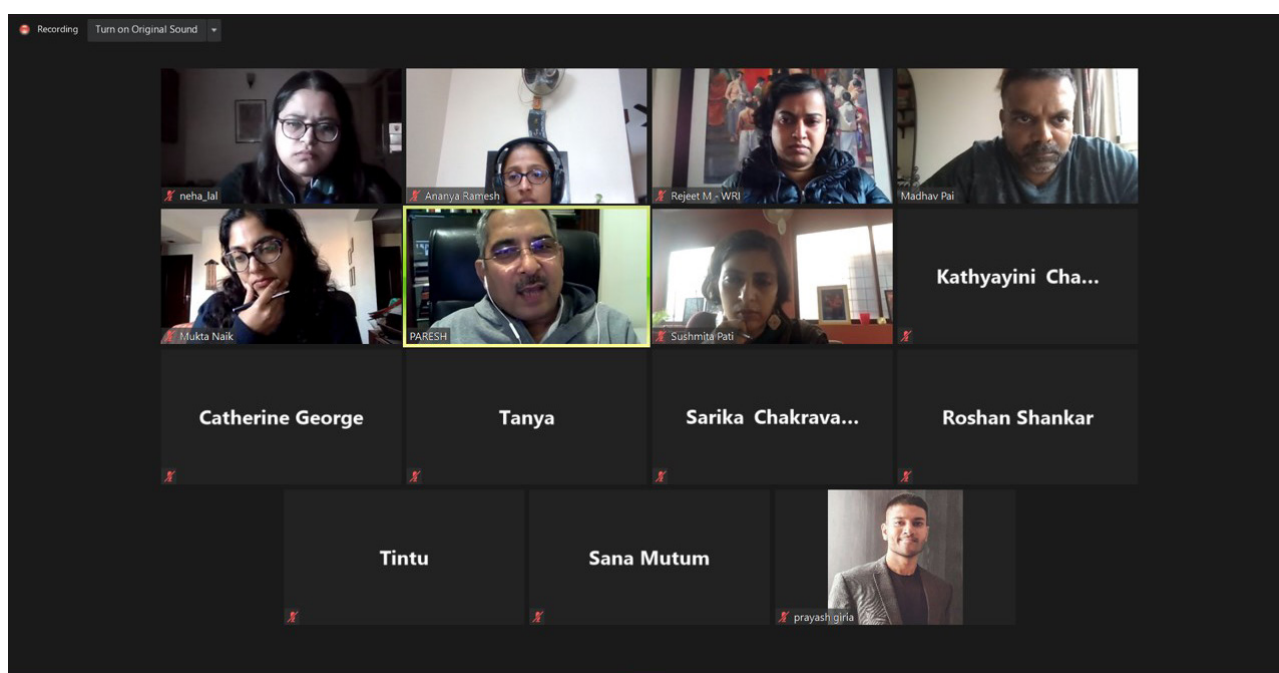 Recording Turn on Original Sound
neha_lal
Ananya Ramesh
Rejeet M - WRI
Madhav Pai
Mukta Naik
PARESH
Sushmita Pati
Kathyayini Cha...
Catherine George
Tanya
Sarika Chakrava...
Roshan Shankar
Tintu
Sana Mutum
prayash giria